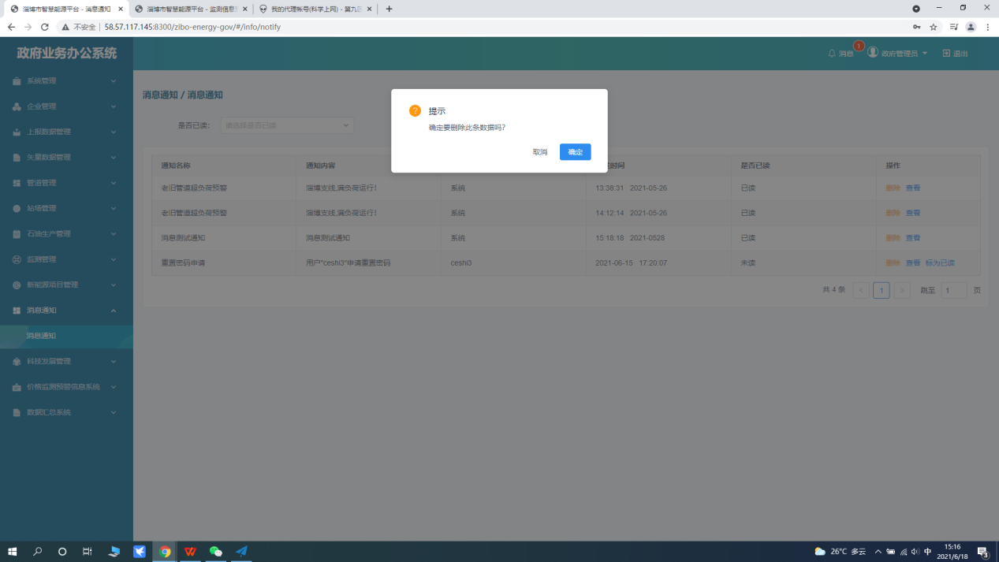 淄博市智慧能源平台 - 消息通知
淄博市智慧能源平台 - 监测信息
我的代理帐号(科学上网) - 第九
不安全 58.57.117.145:8300/zibo-energy-gov/#/info/notify
政府业务办公系统
消息 1 政府管理员 退出
系统管理
企业管理
上报数据管理
矢量数据管理
管道管理
站场管理
石油生产管理
监测管理
新能源项目管理
消息通知
消息通知
科技发展管理
价格监测预警信息系统
数据汇总系统
消息通知 / 消息通知
是否已读: 请选择是否已读
提示
确定要删除此条数据吗?
取消 确定
通知名称 通知内容 时间 是否已读 操作
老旧管道超负荷预警 淄博支线,满负荷运行! 系统 13:38:31 2021-05-26 已读 删除 查看
老旧管道超负荷预警 淄博支线,满负荷运行! 系统 14:12:14 2021-05-26 已读 删除 查看
消息测试通知 消息测试通知 系统 15:18:18 2021-0528 已读 删除 查看
重置密码申请 用户"ceshi3"申请重置密码 ceshi3 2021-06-15 17:20:07 未读 删除 查看 标为已读
共 4 条 < 1 > 跳至 1 页
26°C 多云 中 15:16
2021/6/18 3